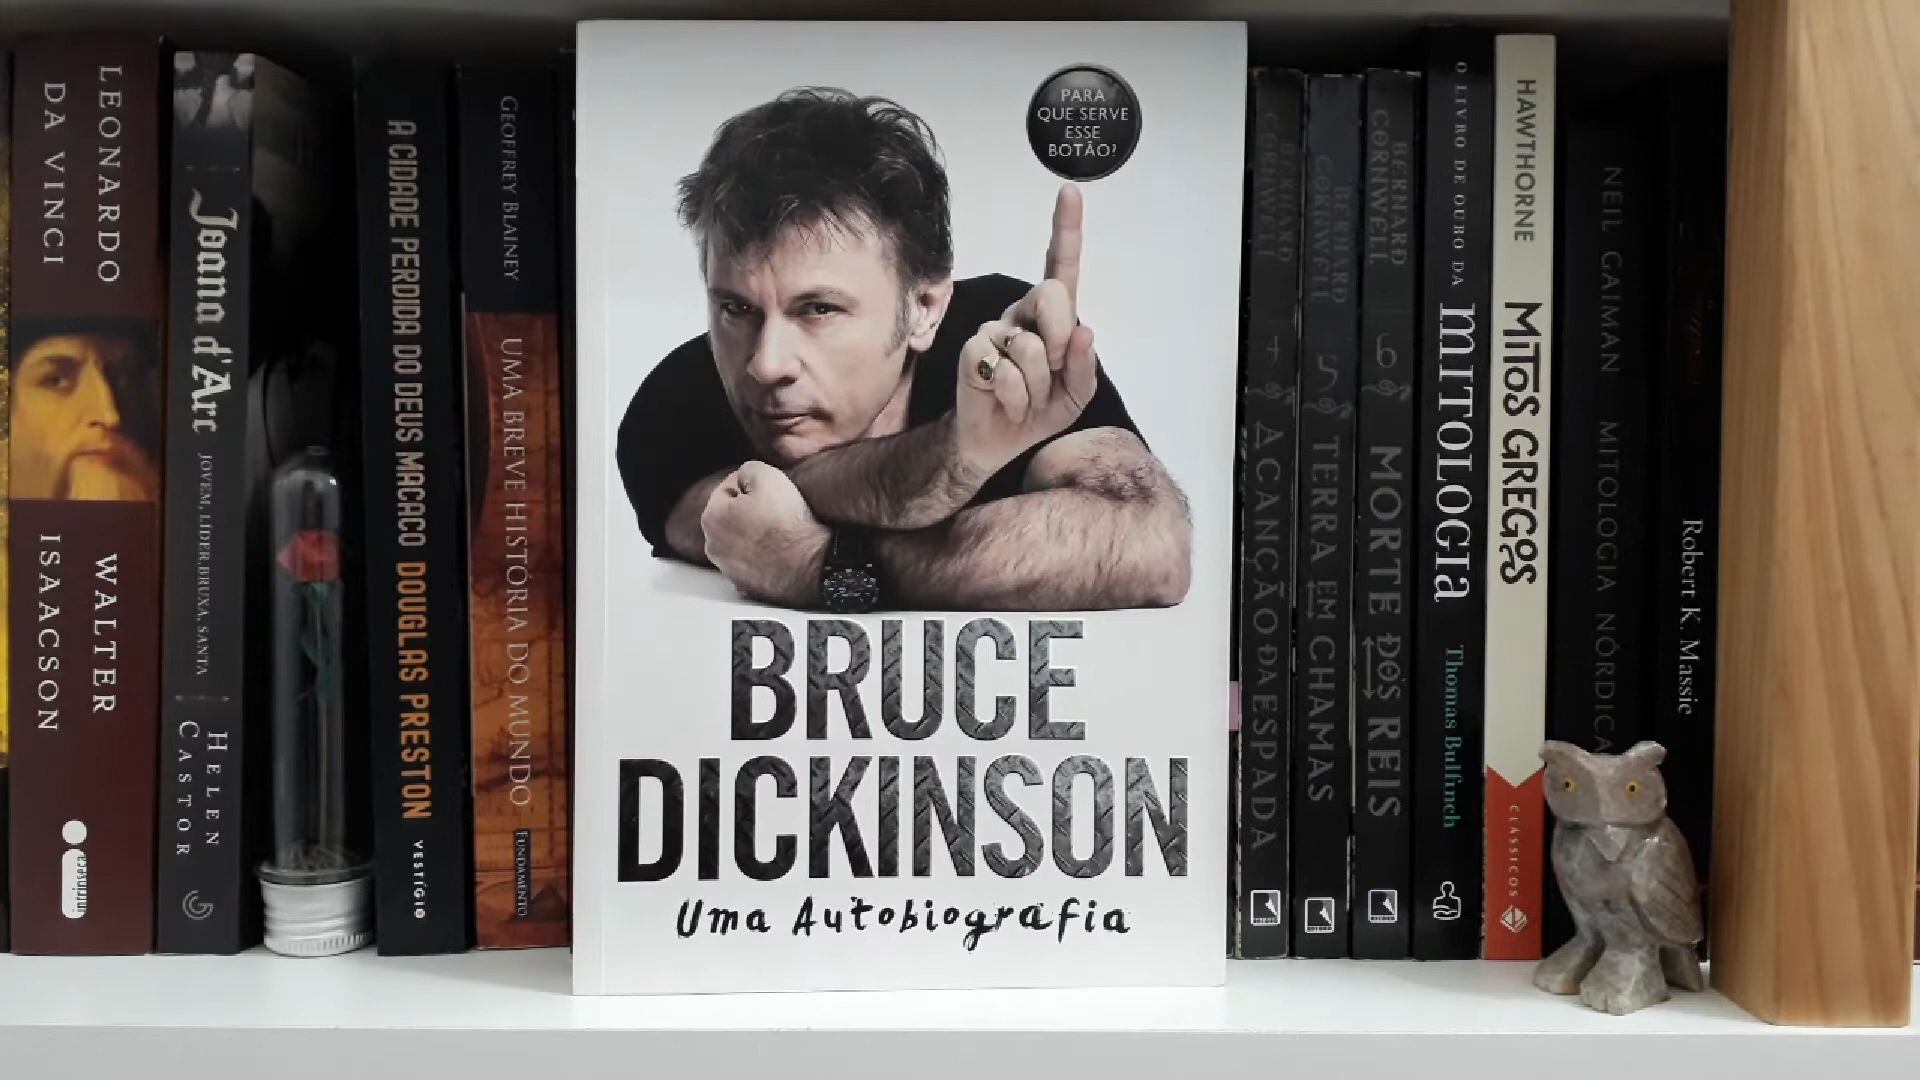 LEONARDO
DA VINCI
WALTER
ISAACSON
intrínseca
Joana d'Arc
JOVEM, LÍDER, BRUXA, SANTA
HELEN
CASTOR
A CIDADE PERDIDA DO DEUS MACACO DOUGLAS PRESTON
VESTÍGIO
GEOFFREY BLAINEY
UMA BREVE HISTÓRIA DO MUNDO
FUNDAMENTO
PARA
QUE SERVE
ESSE
BOTÃO?
BRUCE
DICKINSON
Uma Autobiografia
BERNARD
CORNWELL
A CANÇÃO DA ESPADA
BERNARD
CORNWELL
5
TERRA EM CHAMAS
BERNARD
CORNWELL
6
MORTE DOS REIS
O LIVRO DE OURO DA
MITOLOGIA
Thomas Bulfinch
HAWTHORNE
MITOS GREGOS
CLÁSSICOS
NEIL GAIMAN MITOLOGIA NÓRDICA
Robert K. Massie